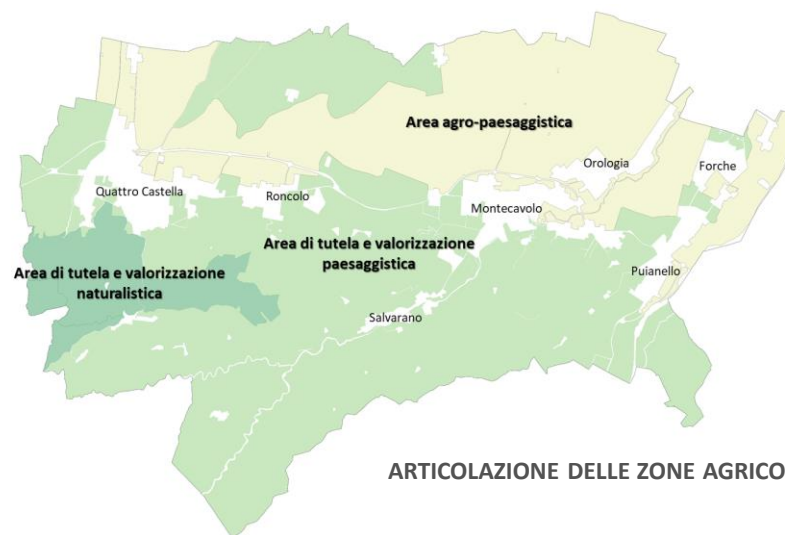 Area agro-paesaggistica
Orologia
Forche
Quattro Castella
Roncolo
Montecavolo
Area di tutela e valorizzazione
paesaggistica
Area di tutela e valorizzazione
naturalistica
Puianello
Salvarano
ARTICOLAZIONE DELLE ZONE AGRICO